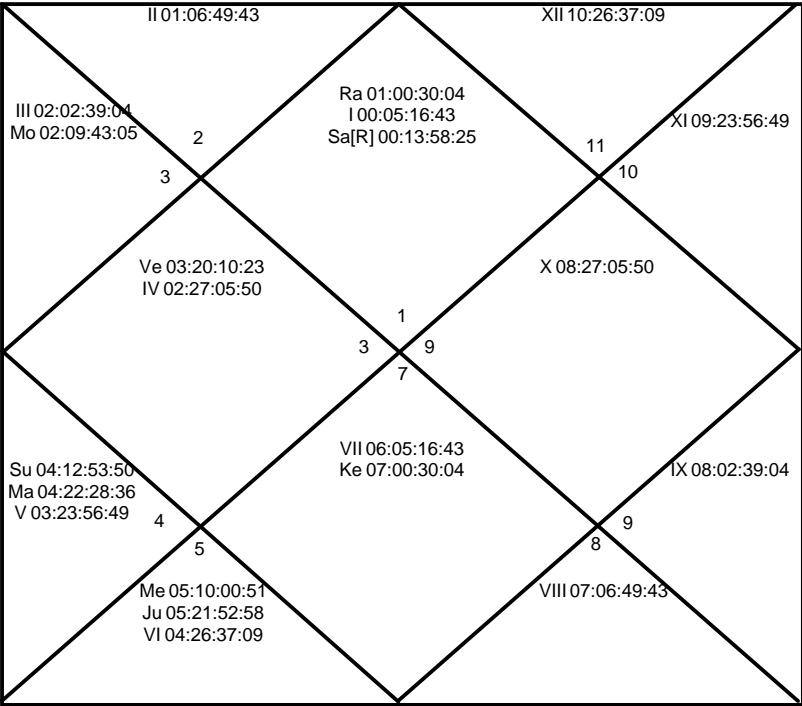 II 01:06:49:43
XII 10:26:37:09
Ra 01:00:30:04
I 00:05:16:43
Sa[R] 00:13:58:25
III 02:02:39:04
Mo 02:09:43:05
XI 09:23:56:49
2
11
3
10
Ve 03:20:10:23
IV 02:27:05:50
X 08:27:05:50
1
3
9
7
VII 06:05:16:43
Ke 07:00:30:04
Su 04:12:53:50
Ma 04:22:28:36
V 03:23:56:49
IX 08:02:39:04
4
9
5
8
Me 05:10:00:51
Ju 05:21:52:58
VI 04:26:37:09
VIII 07:06:49:43